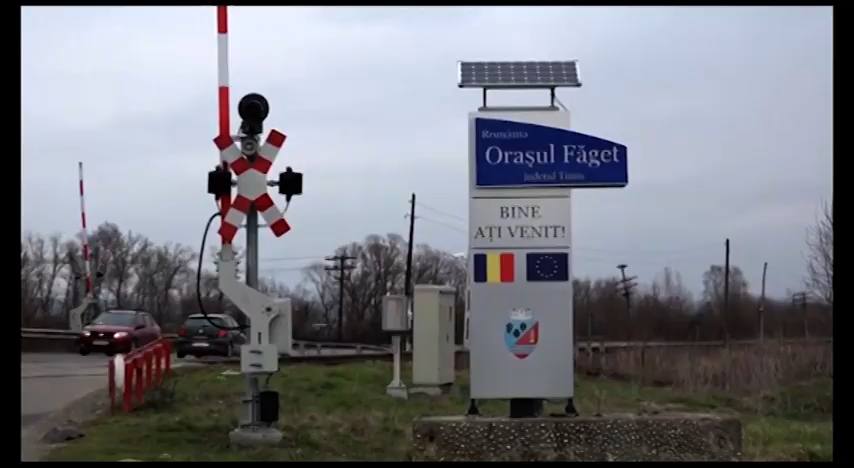 România
Orașul Făget
județul Timiș
BINE
AȚI VENIT!